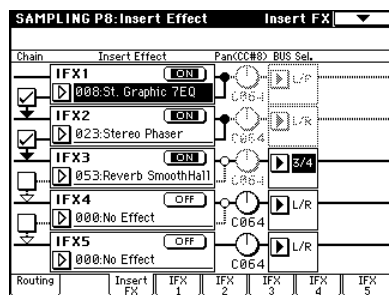 SAMPLING P8:Insert Effect Insert FX
Chain Insert Effect Pan(CC#8) BUS Sel.
IFX1 ON
008:St. Graphic 7EQ C064 L/R
IFX2 ON
023:Stereo Phaser C064 L/R
IFX3 ON
053:Reverb SmoothHall C064 3/4
IFX4 OFF
000:No Effect C064 L/R
IFX5 OFF
000:No Effect C064 L/R
Routing Insert FX IFX 1 IFX 2 IFX 3 IFX 4 IFX 5